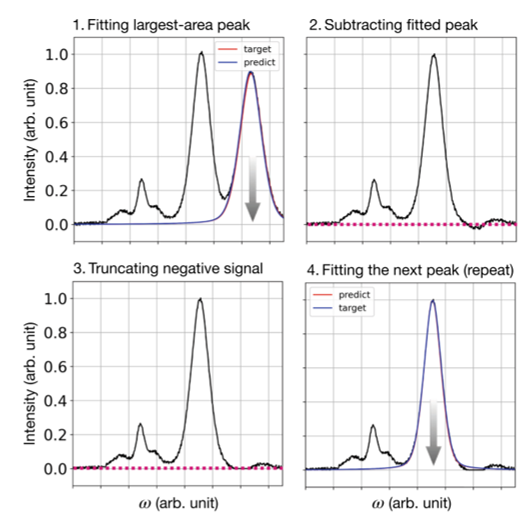 1. Fitting largest-area peak
2. Subtracting fitted peak
Intensity (arb. unit)
1.0
0.8
0.6
0.4
0.2
0.0
target
predict
3. Truncating negative signal
4. Fitting the next peak (repeat)
Intensity (arb. unit)
1.0
0.8
0.6
0.4
0.2
0.0
predict
target
ω (arb. unit)
ω (arb. unit)